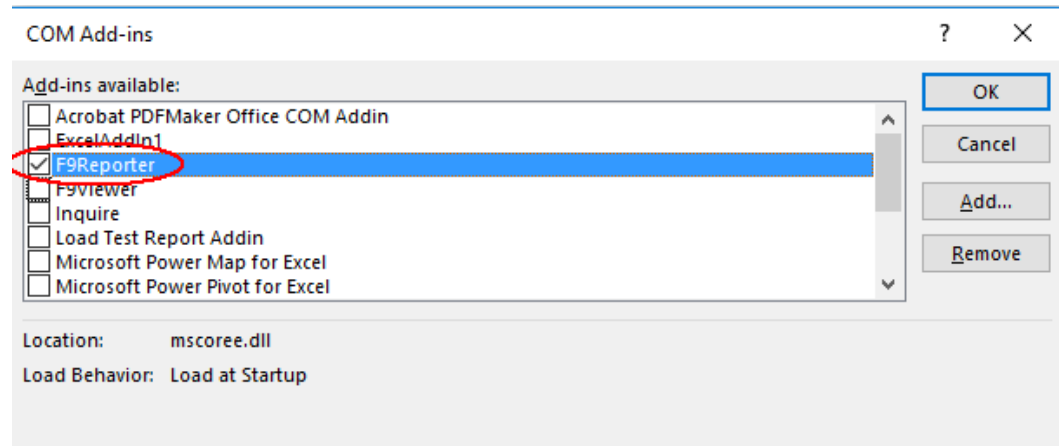 COM Add-ins
?
Add-ins available:
Acrobat PDFMaker Office COM Addin
ExcelAddIn1
F9Reporter
F9Viewer
Inquire
Load Test Report Addin
Microsoft Power Map for Excel
Microsoft Power Pivot for Excel
OK
Cancel
Add...
Remove
Location: mscoree.dll
Load Behavior: Load at Startup